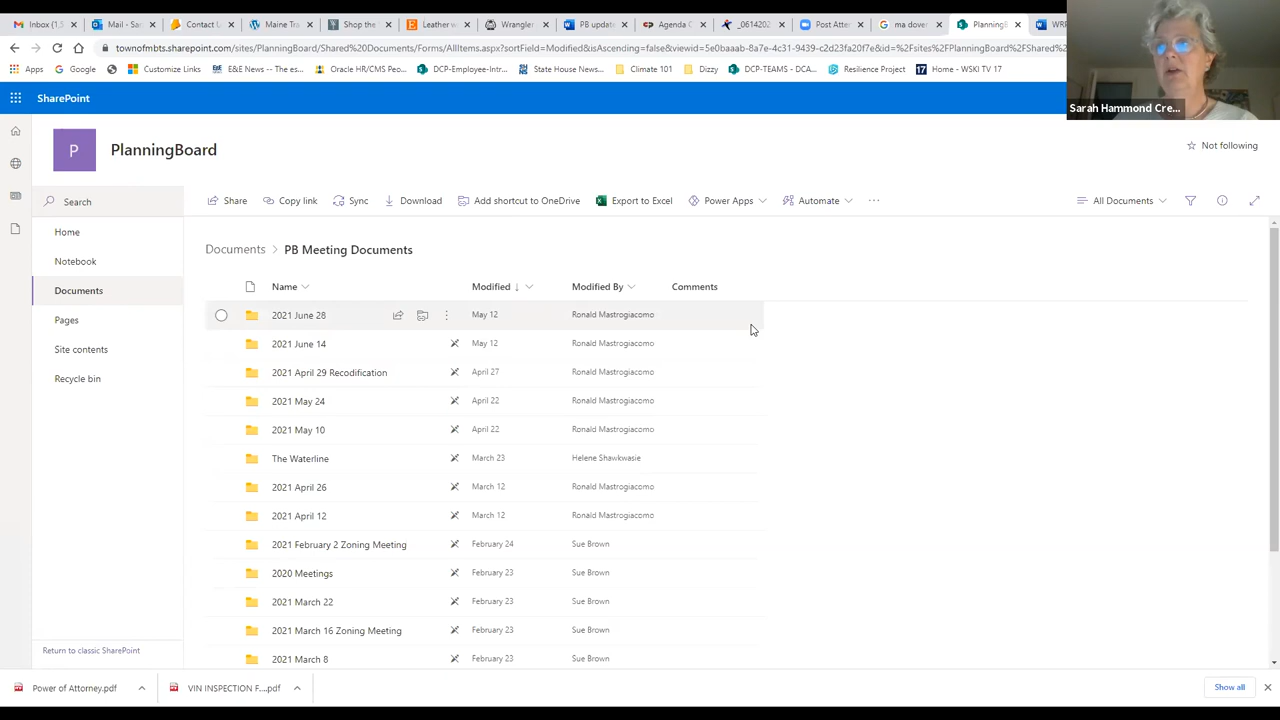 Inbox (1,5
Mail - San
Contact U
Maine Tra
Shop the
Leather w
Wrangler
PB update
Agenda C
_0614202
Post Atte
ma dover
PlanningB
WR
townofmbts.sharepoint.com/sites/PlanningBoard/Shared%20Documents/Forms/AllItems.aspx?sortField=Modified&isAscending=false&viewid=5e0baaab-8a7e-4c31-9439-c2d23fa20f7e&id=%2Fsites%2FPlanningBoard%2FShared
Apps Google Customize Links E&E News -- The es... Oracle HR/CMS Peo... DCP-Employee-Intr... State House News... Climate 101 Dizzy DCP-TEAMS - DCA... Resilience Project Home - WSKI TV 17
Sarah Hammond Cre...
SharePoint
P
PlanningBoard
Not following
Search
Share Copy link Sync Download Add shortcut to OneDrive Export to Excel Power Apps Automate ... All Documents
Home
Notebook
Documents
Pages
Site contents
Recycle bin
Return to classic SharePoint
Documents > PB Meeting Documents
Name Modified ↓ Modified By Comments
2021 June 28 May 12 Ronald Mastrogiacomo
2021 June 14 May 12 Ronald Mastrogiacomo
2021 April 29 Recodification April 27 Ronald Mastrogiacomo
2021 May 24 April 22 Ronald Mastrogiacomo
2021 May 10 April 22 Ronald Mastrogiacomo
The Waterline March 23 Helene Shawkwasie
2021 April 26 March 12 Ronald Mastrogiacomo
2021 April 12 March 12 Ronald Mastrogiacomo
2021 February 2 Zoning Meeting February 24 Sue Brown
2020 Meetings February 23 Sue Brown
2021 March 22 February 23 Sue Brown
2021 March 16 Zoning Meeting February 23 Sue Brown
2021 March 8 February 23 Sue Brown
Power of Attorney.pdf
VIN INSPECTION F....pdf
Show all